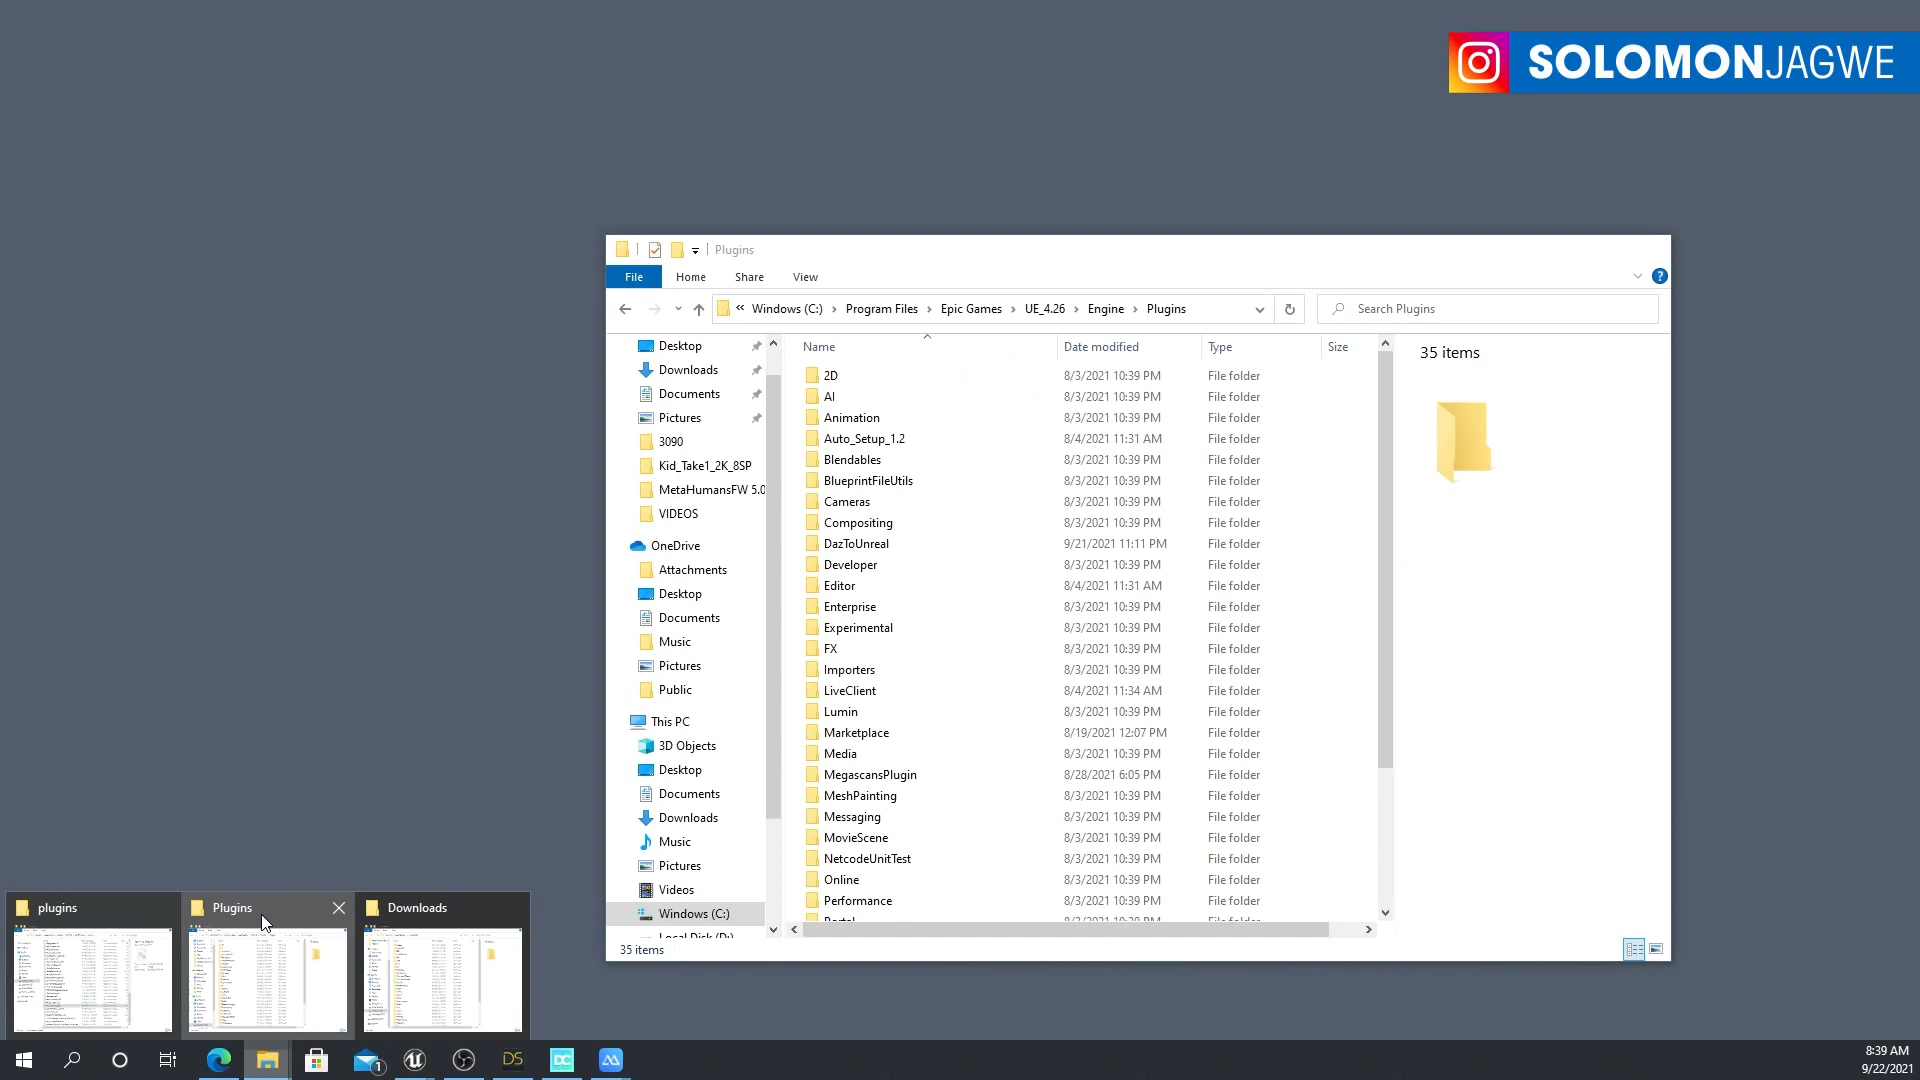 SOLOMONJAGWE
Plugins
File Home Share View
« Windows (C:) › Program Files › Epic Games › UE_4.26 › Engine › Plugins
Search Plugins
Desktop
Downloads
Documents
Pictures
3090
Kid_Take1_2K_8SP
MetaHumansFW 5.0
VIDEOS
OneDrive
Attachments
Desktop
Documents
Music
Pictures
Public
This PC
3D Objects
Desktop
Documents
Downloads
Music
Pictures
Videos
Windows (C:)
Local Disk (D:)
Name Date modified Type Size
2D 8/3/2021 10:39 PM File folder
AI 8/3/2021 10:39 PM File folder
Animation 8/3/2021 10:39 PM File folder
Auto_Setup_1.2 8/4/2021 11:31 AM File folder
Blendables 8/3/2021 10:39 PM File folder
BlueprintFileUtils 8/3/2021 10:39 PM File folder
Cameras 8/3/2021 10:39 PM File folder
Compositing 8/3/2021 10:39 PM File folder
DazToUnreal 9/21/2021 11:11 PM File folder
Developer 8/3/2021 10:39 PM File folder
Editor 8/4/2021 11:31 AM File folder
Enterprise 8/3/2021 10:39 PM File folder
Experimental 8/3/2021 10:39 PM File folder
FX 8/3/2021 10:39 PM File folder
Importers 8/3/2021 10:39 PM File folder
LiveClient 8/4/2021 11:34 AM File folder
Lumin 8/3/2021 10:39 PM File folder
Marketplace 8/19/2021 12:07 PM File folder
Media 8/3/2021 10:39 PM File folder
MegascansPlugin 8/28/2021 6:05 PM File folder
MeshPainting 8/3/2021 10:39 PM File folder
Messaging 8/3/2021 10:39 PM File folder
MovieScene 8/3/2021 10:39 PM File folder
NetcodeUnitTest 8/3/2021 10:39 PM File folder
Online 8/3/2021 10:39 PM File folder
Performance 8/3/2021 10:39 PM File folder
Portal 8/3/2021 10:39 PM File folder
35 items
35 items
plugins
Plugins
Downloads
1
DS
DC
8:39 AM
9/22/2021